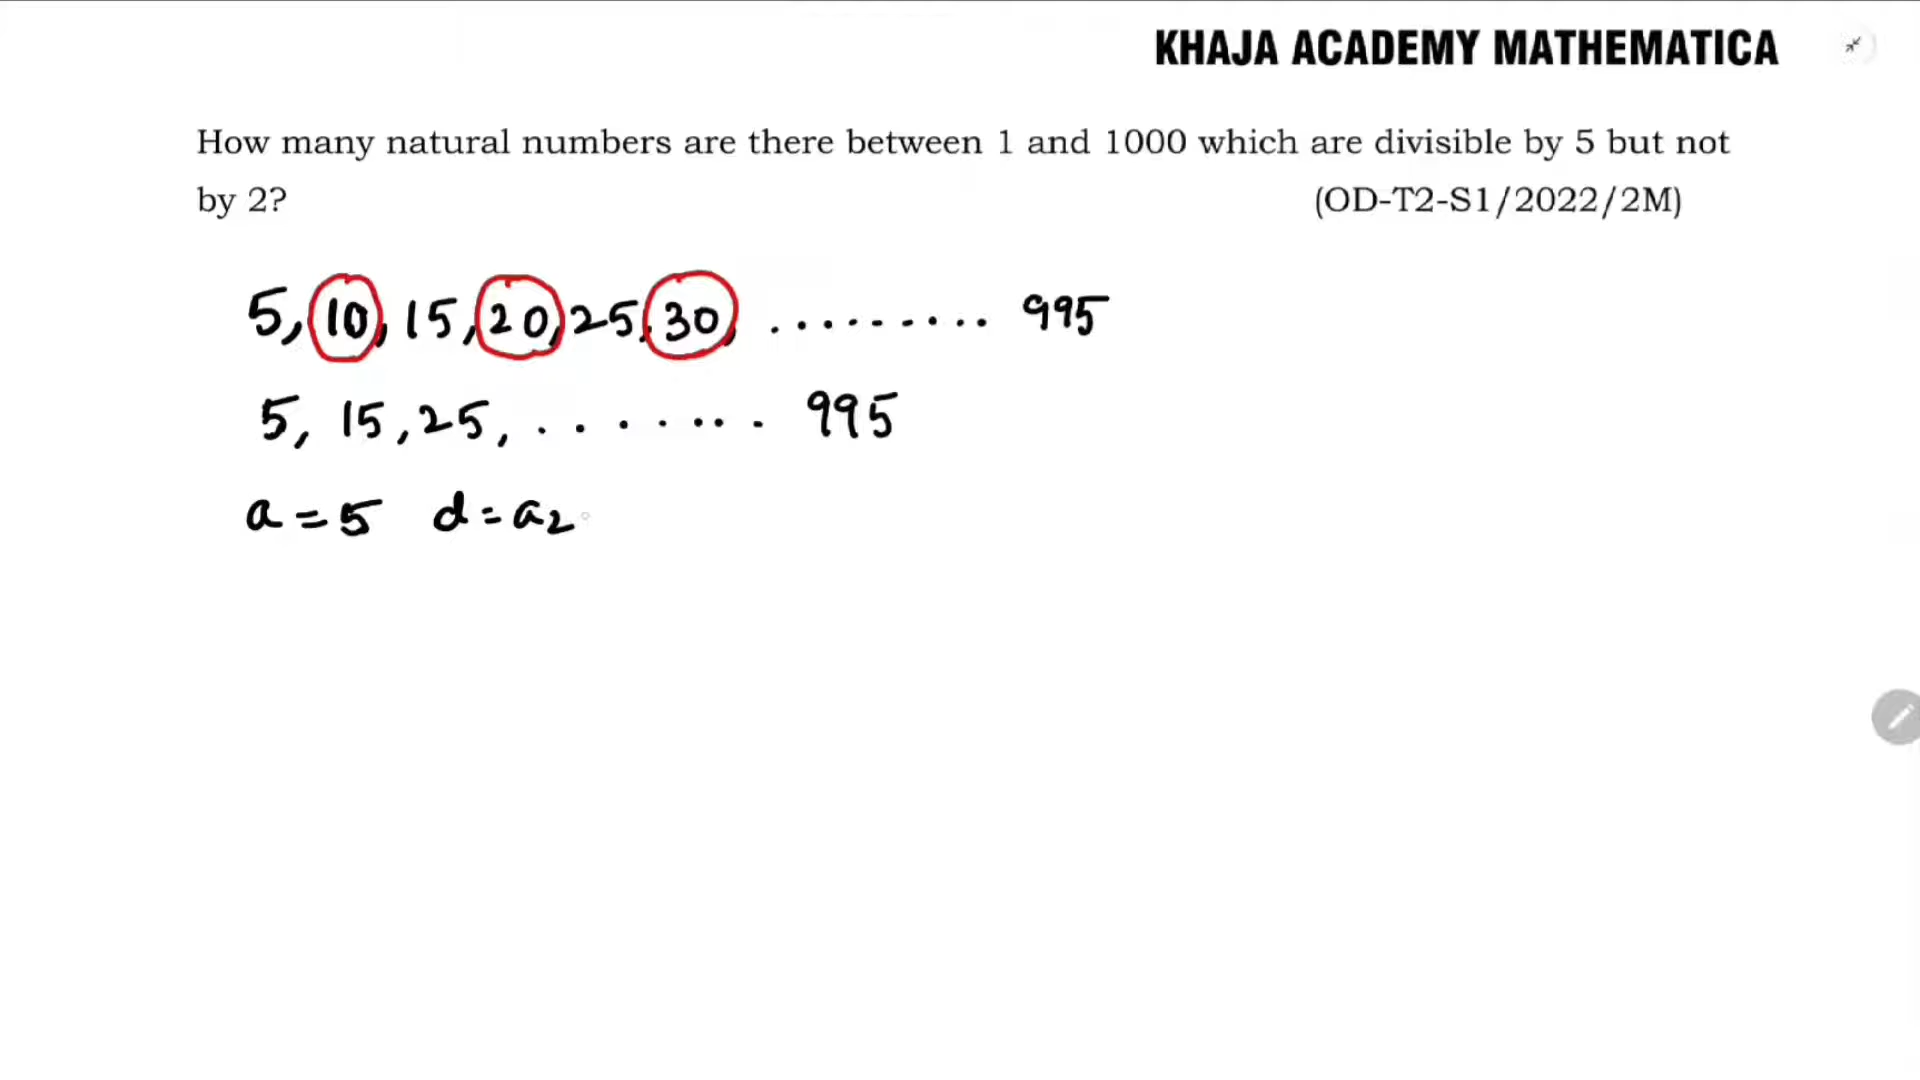 KHAJA ACADEMY MATHEMATICA
How many natural numbers are there between 1 and 1000 which are divisible by 5 but not
by 2? (OD-T2-S1/2022/2M)
5, 10, 15, 20, 25, 30, ......... 995
5, 15, 25, ........ 995
a = 5 d = a2